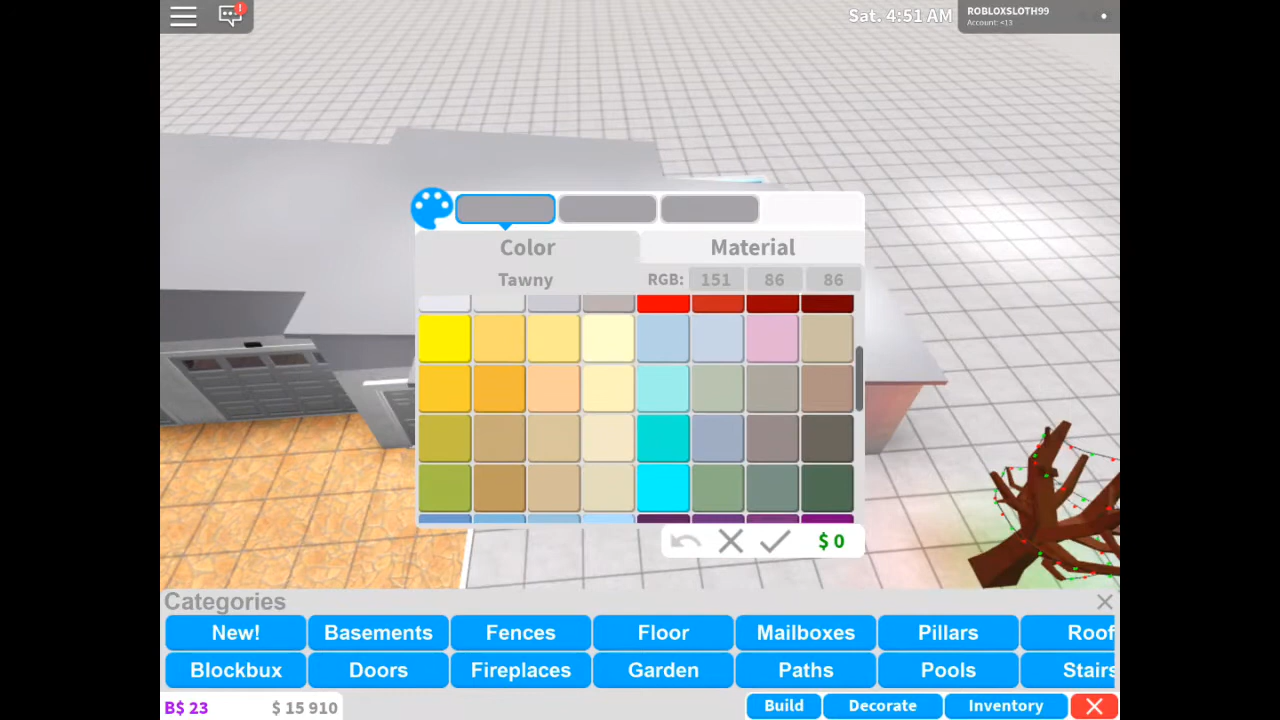 Sat. 4:51 AM
ROBLOXSLOTH99
Account: <13
Color
Material
Tawny
RGB: 151 86 86
$ 0
Categories
New! Basements Fences Floor Mailboxes Pillars Roof
Blockbux Doors Fireplaces Garden Paths Pools Stairs
B$ 23 $ 15 910 Build Decorate Inventory